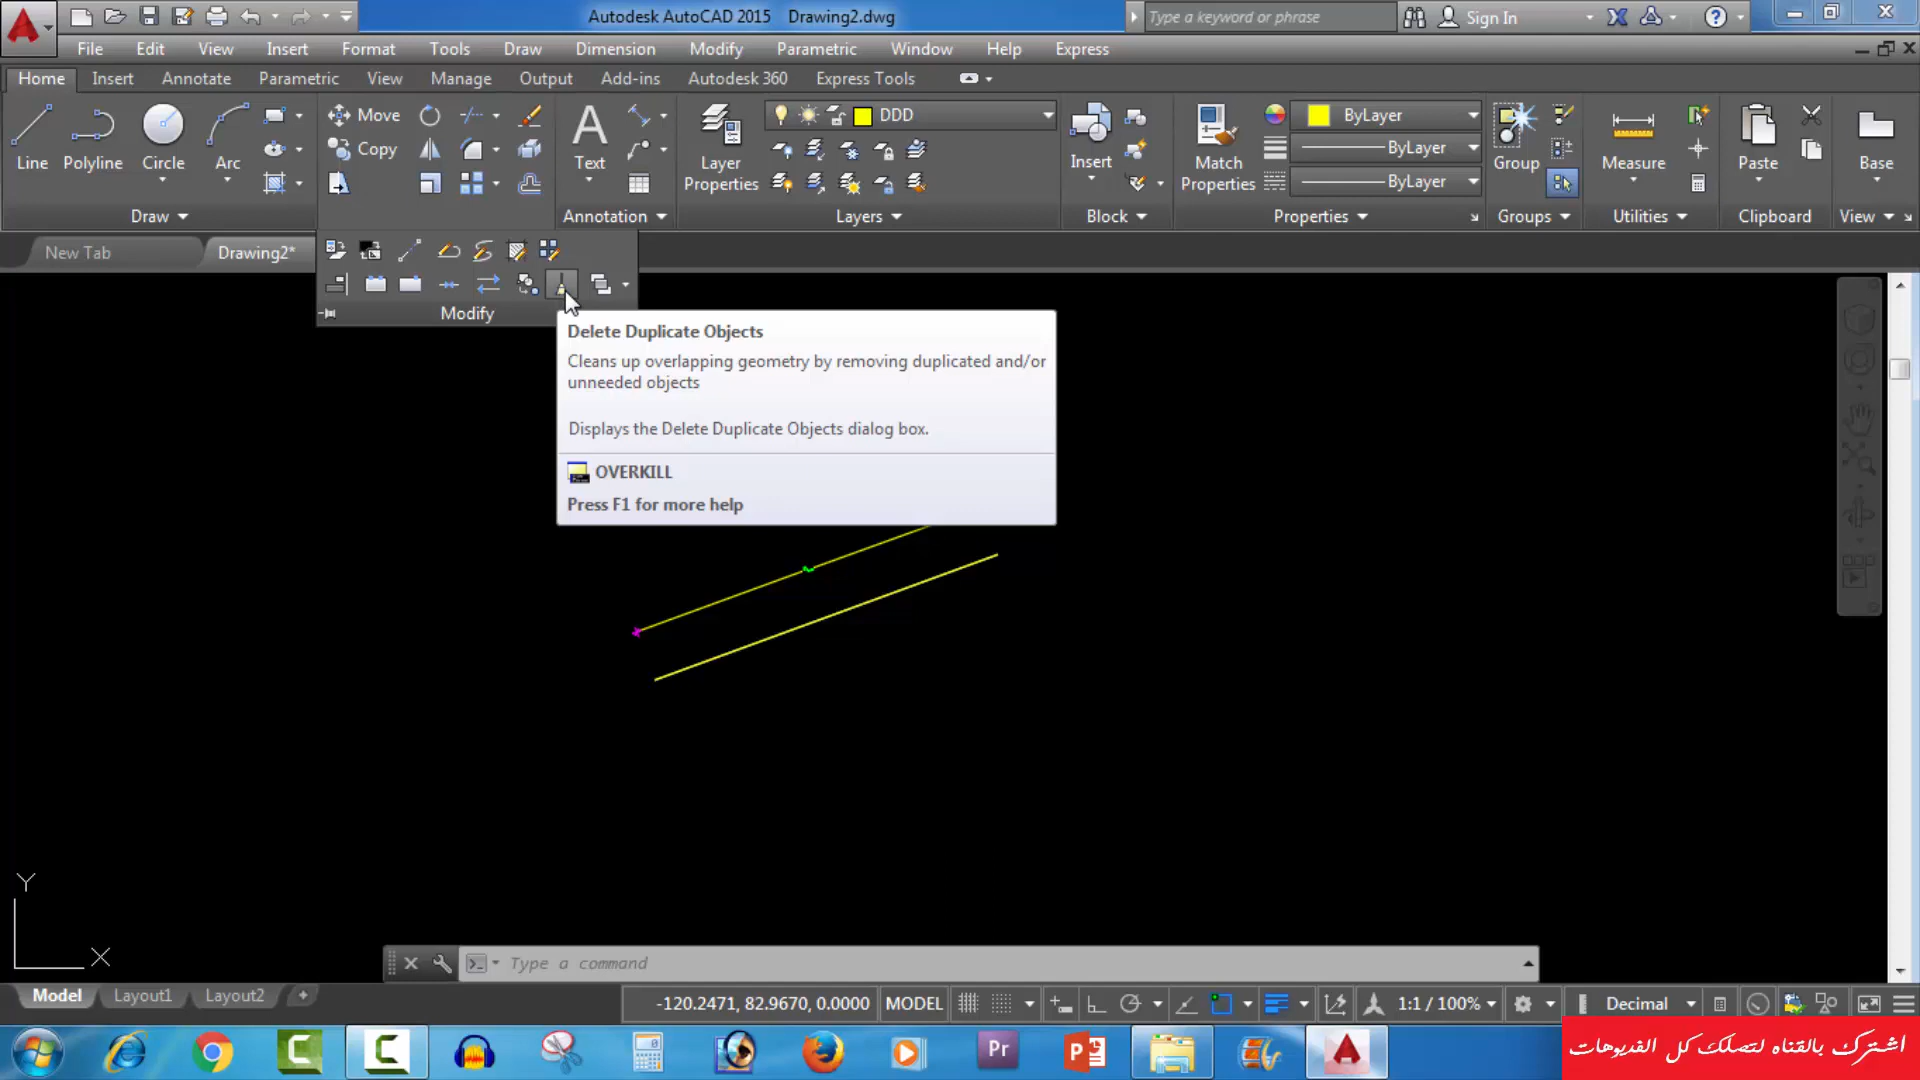 Autodesk AutoCAD 2015 Drawing2.dwg
Type a keyword or phrase
Sign In
File Edit View Insert Format Tools Draw Dimension Modify Parametric Window Help Express
Home Insert Annotate Parametric View Manage Output Add-ins Autodesk 360 Express Tools
Move
DDD
ByLayer
Copy
ByLayer
Line Polyline Circle Arc
Text
Layer
Properties
Insert
Match
Properties
ByLayer
Group
Measure
Paste
Base
Draw
Annotation
Layers
Block
Properties
Groups
Utilities
Clipboard
View
New Tab
Drawing2*
Modify
Delete Duplicate Objects
Cleans up overlapping geometry by removing duplicated and/or
unneeded objects
Displays the Delete Duplicate Objects dialog box.
OVERKILL
Press F1 for more help
Y
X
Type a command
Model Layout1 Layout2 +
-120.2471, 82.9670, 0.0000 MODEL
1:1 / 100%
Decimal
Pr
اشترك بالقناه لتصلك كل الفديوهات